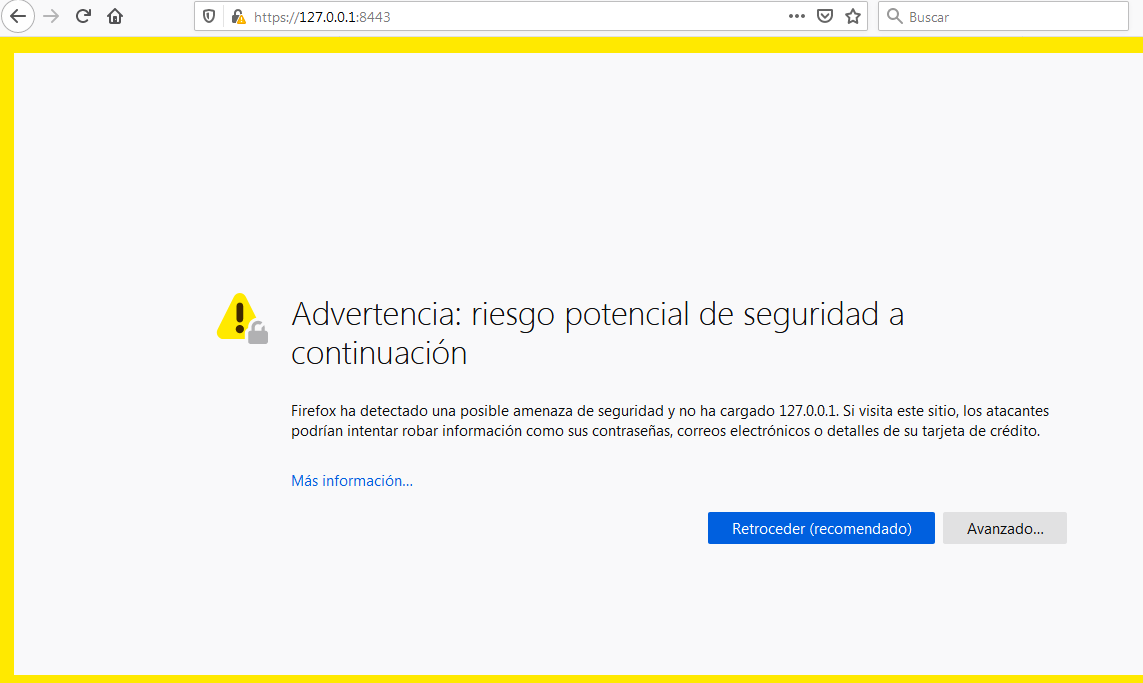 https://127.0.0.1:8443
Buscar
Advertencia: riesgo potencial de seguridad a
continuación
Firefox ha detectado una posible amenaza de seguridad y no ha cargado 127.0.0.1. Si visita este sitio, los atacantes
podrían intentar robar información como sus contraseñas, correos electrónicos o detalles de su tarjeta de crédito.
Más información...
Retroceder (recomendado)
Avanzado...